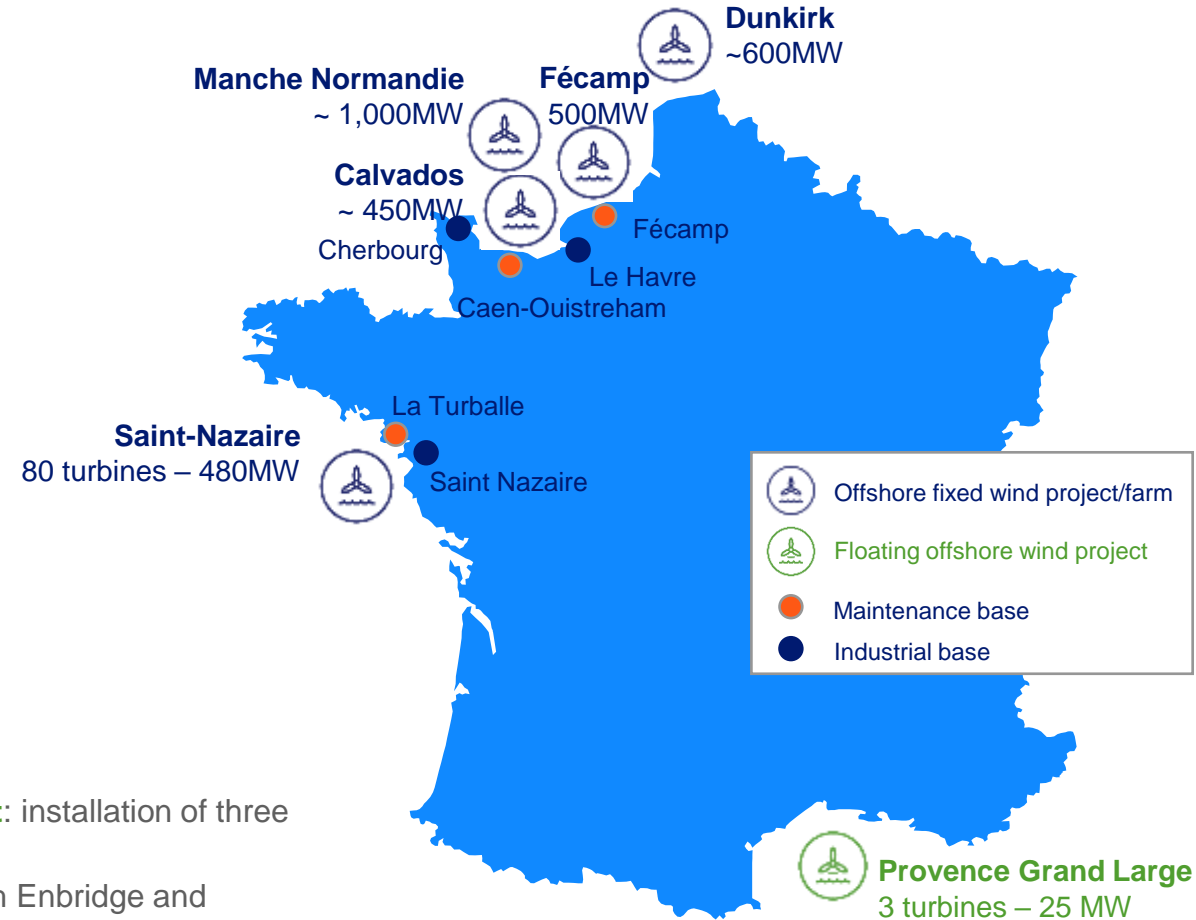 Dunkirk
~600MW
Manche Normandie
~ 1,000MW
Fécamp
500MW
Calvados
~ 450MW
Cherbourg
Fécamp
Le Havre
Caen-Ouistreham
La Turballe
Saint-Nazaire
80 turbines – 480MW
Saint Nazaire
Offshore fixed wind project/farm
Floating offshore wind project
Maintenance base
Industrial base
: installation of three
Enbridge and
Provence Grand Large
3 turbines – 25 MW